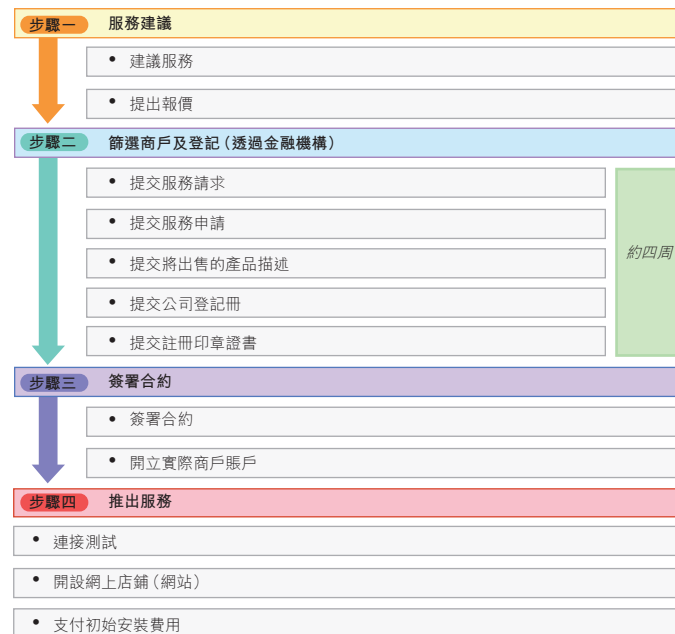 步驟一 服務建議
• 建議服務
• 提出報價
步驟二 篩選商戶及登記（透過金融機構）
• 提交服務請求
• 提交服務申請
• 提交將出售的產品描述
約四周
• 提交公司登記冊
• 提交註冊印章證書
步驟三 簽署合約
• 簽署合約
• 開立實際商戶賬戶
步驟四 推出服務
• 連接測試
• 開設網上店鋪（網站）
• 支付初始安裝費用